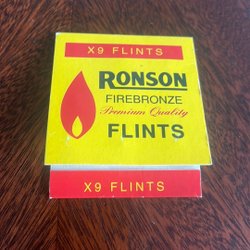 X9 FLINTS
RONSON
FIREBRONZE
Premium Quality
FLINTS
X9 FLINTS